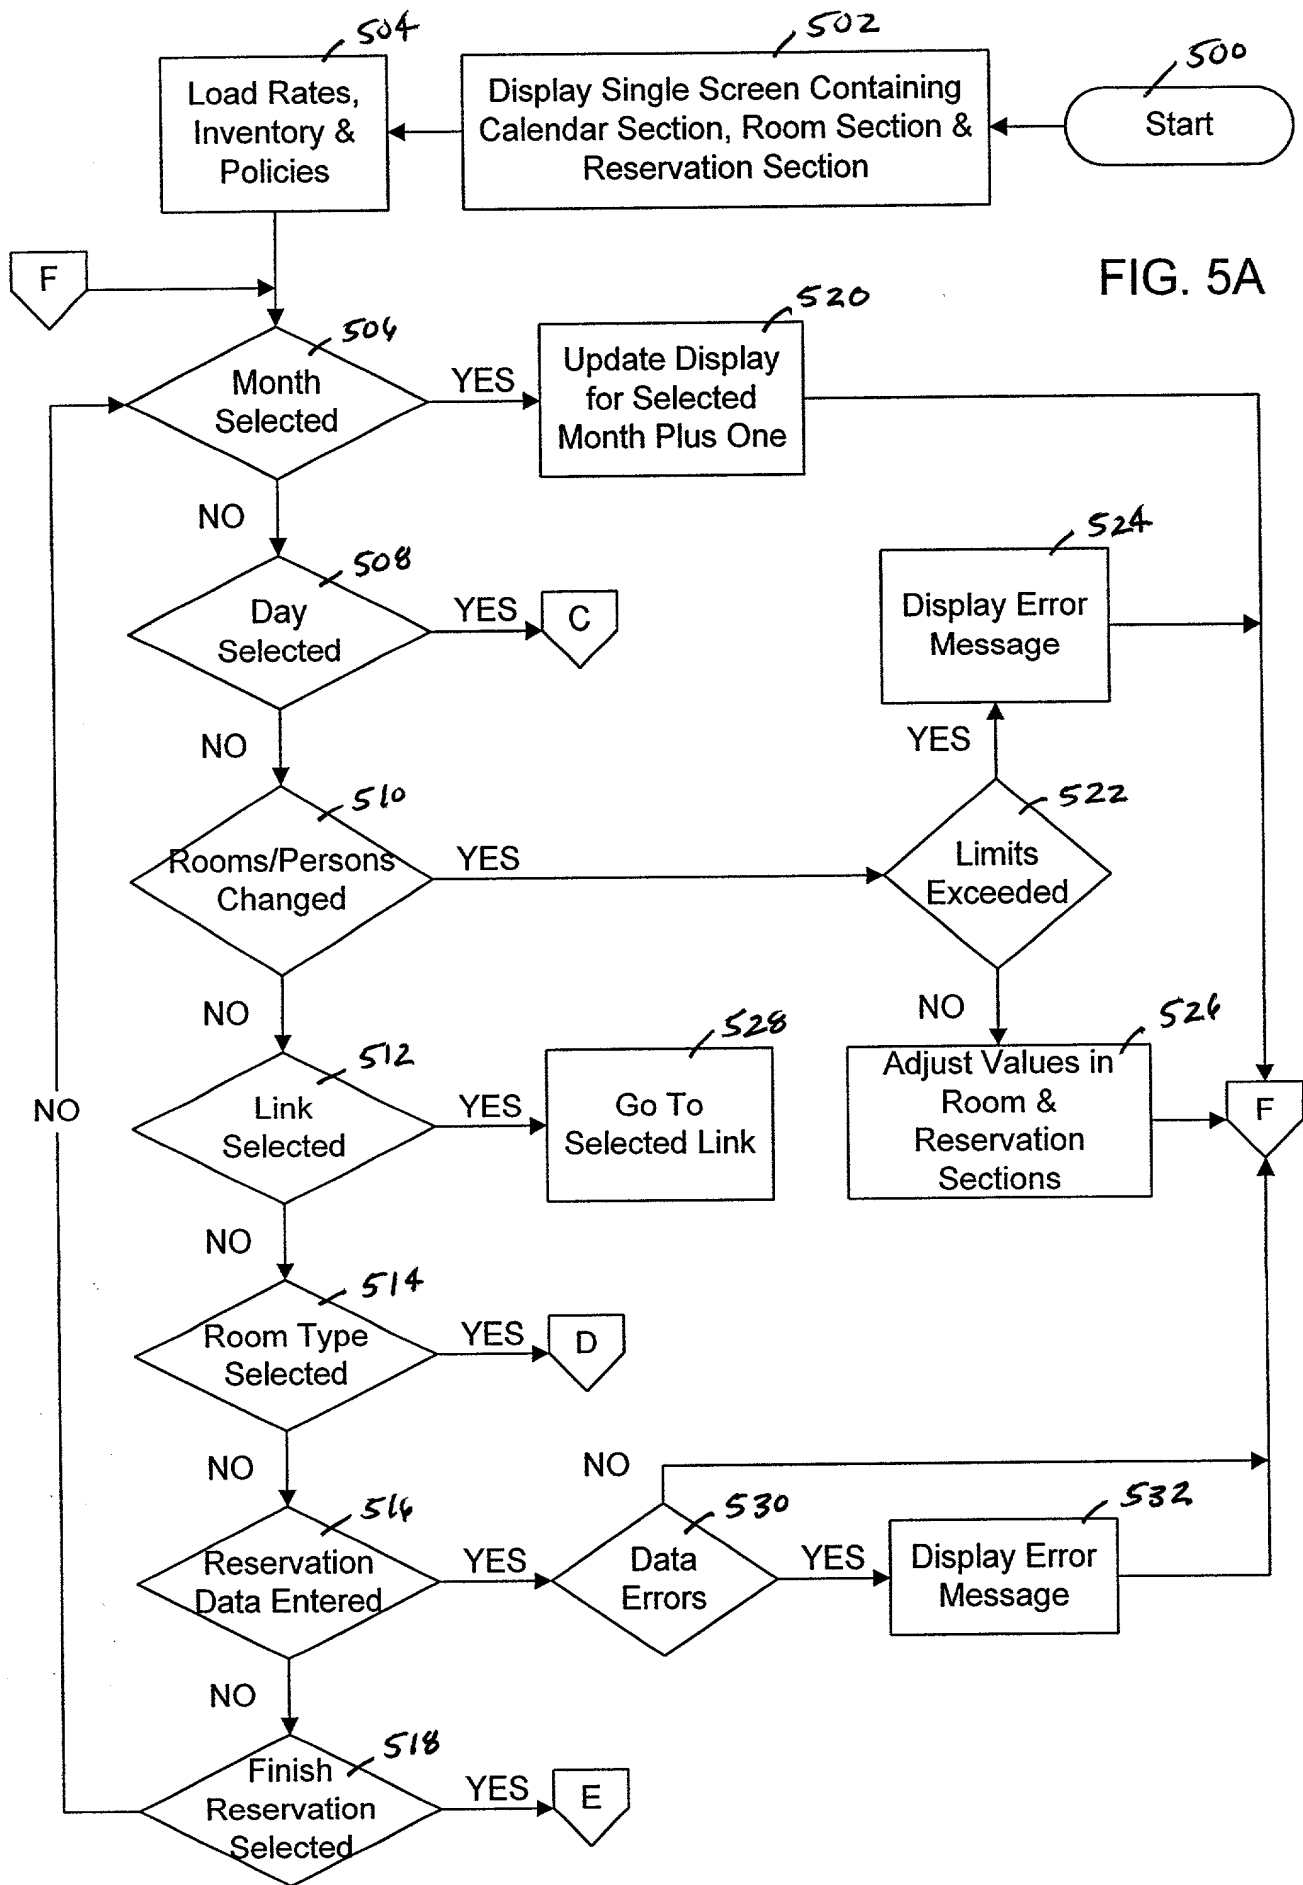 504
502
500
Load Rates,
Inventory &
Policies
Display Single Screen Containing
Calendar Section, Room Section &
Reservation Section
Start
F
FIG. 5A
506
Month
Selected
YES
520
Update Display
for Selected
Month Plus One
NO
508
Day
Selected
YES
C
524
Display Error
Message
NO
YES
510
Rooms/Persons
Changed
YES
522
Limits
Exceeded
NO
NO
512
Link
Selected
YES
528
Go To
Selected Link
526
Adjust Values in
Room &
Reservation
Sections
F
NO
NO
514
Room Type
Selected
YES
D
NO
NO
516
Reservation
Data Entered
YES
530
Data
Errors
YES
532
Display Error
Message
NO
518
Finish
Reservation
Selected
YES
E